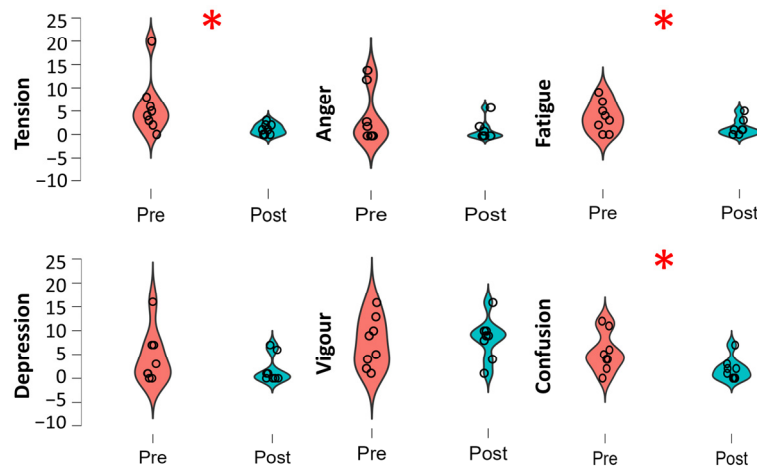 25
20
15
10
5
0
−5
−10
Tension
Anger
Fatigue
*
*
Pre
Post
Pre
Post
Pre
Post
25
20
15
10
5
0
−5
−10
Depression
Vigour
Confusion
*
Pre
Post
Pre
Post
Pre
Post